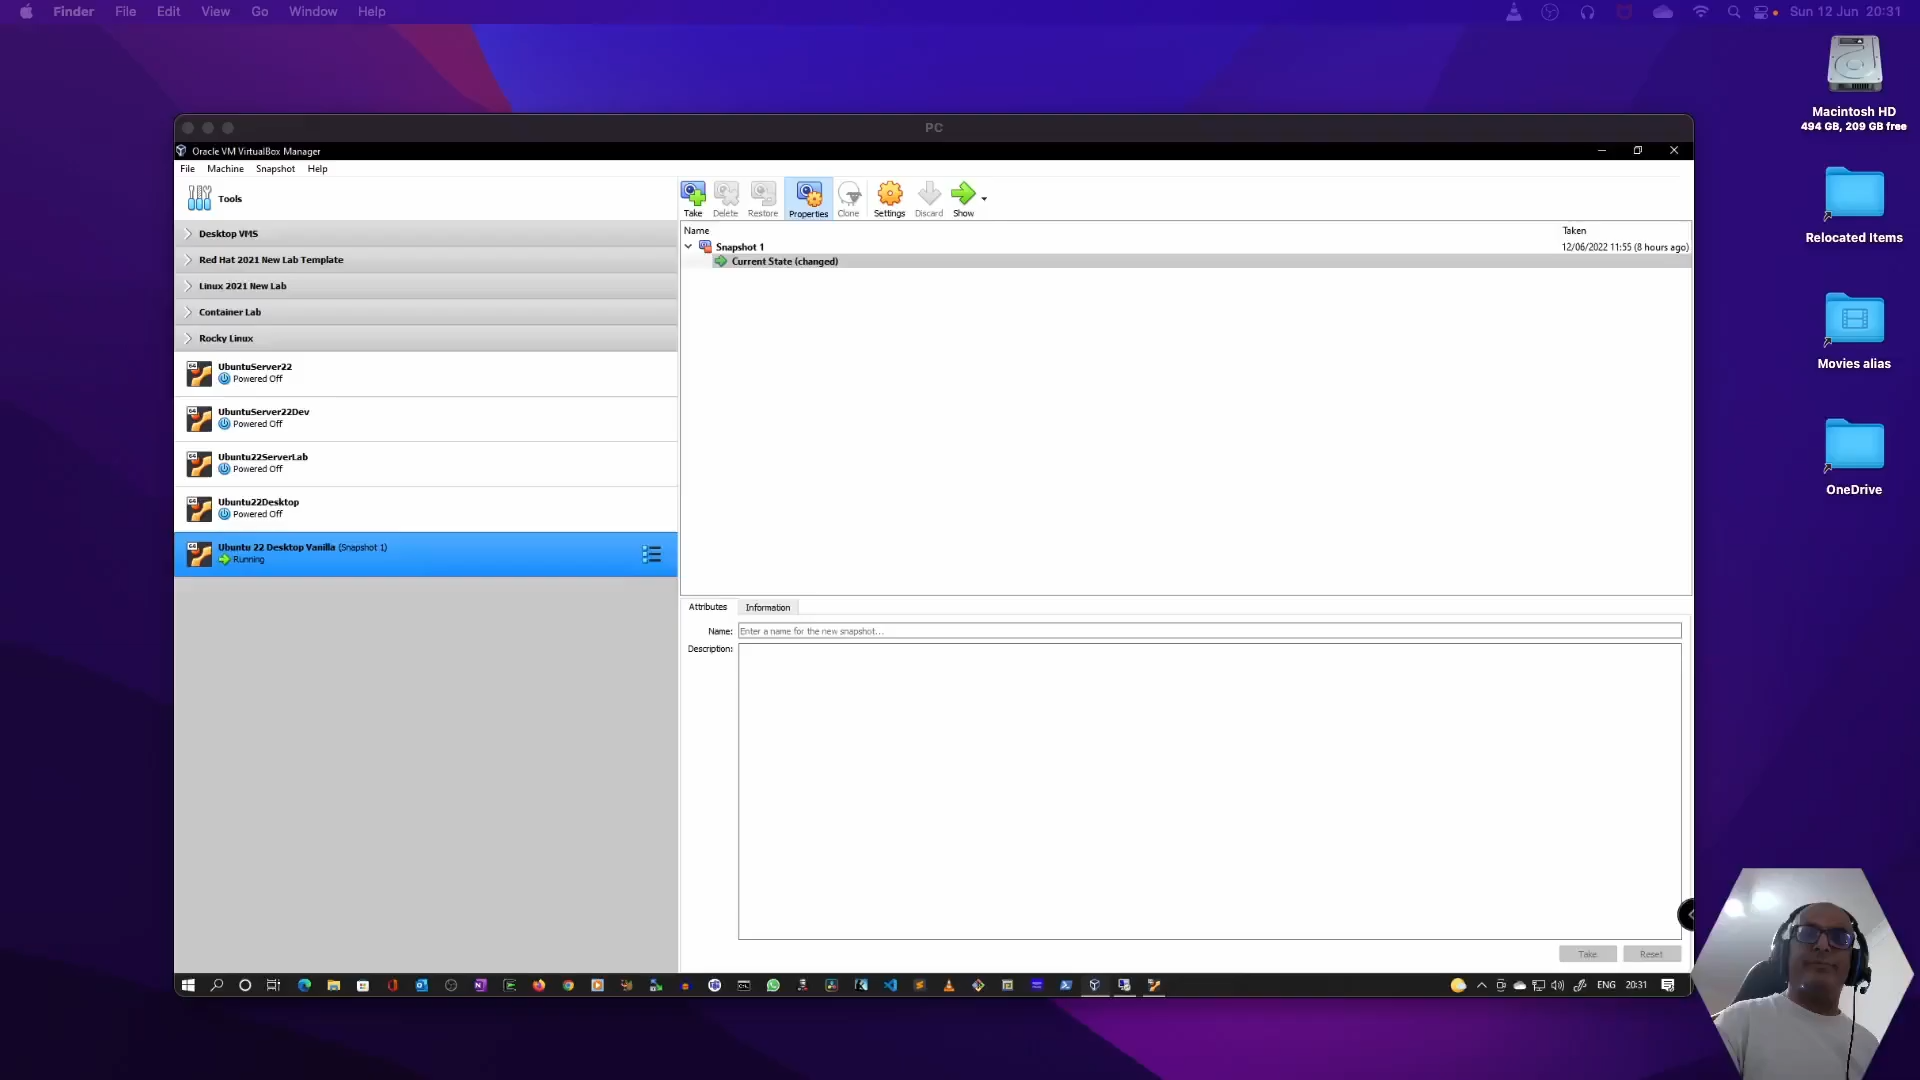 Finder File Edit View Go Window Help
Sun 12 Jun 20:31
Macintosh HD
494 GB, 209 GB free
Relocated Items
Movies alias
OneDrive
PC
Oracle VM VirtualBox Manager
File Machine Snapshot Help
Tools
Desktop VMS
Red Hat 2021 New Lab Template
Linux 2021 New Lab
Container Lab
Rocky Linux
64
UbuntuServer22
Powered Off
64
UbuntuServer22Dev
Powered Off
64
Ubuntu22ServerLab
Powered Off
64
Ubuntu22Desktop
Powered Off
64
Ubuntu 22 Desktop Vanilla (Snapshot 1)
Running
Take Delete Restore Properties Clone Settings Discard Show
Name Taken
Snapshot 1 12/06/2022 11:55 (8 hours ago)
Current State (changed)
Attributes Information
Name: Enter a name for the new snapshot...
Description:
Take Reset
ENG 20:31